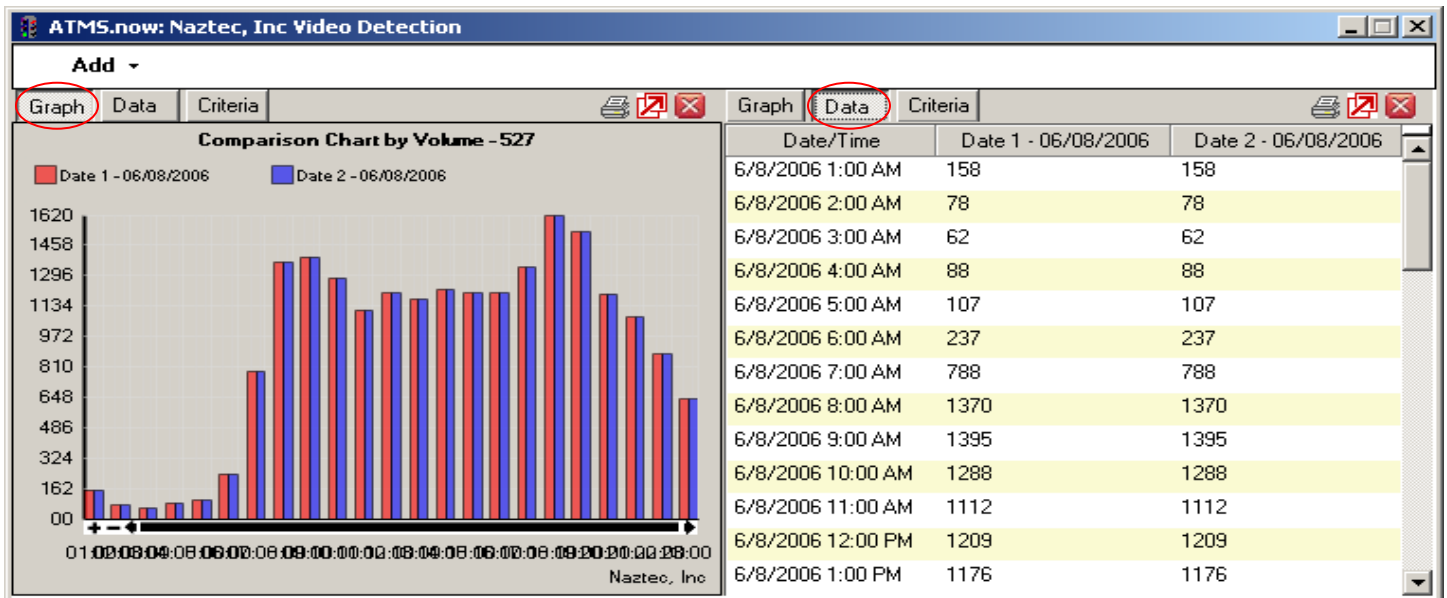 ATMS.now: Naztec, Inc Video Detection
Add
Graph Data Criteria
Comparison Chart by Volume - 527
Date 1 - 06/08/2006 Date 2 - 06/08/2006
1620
1458
1296
1134
972
810
648
486
324
162
00
Naztec, Inc
Graph Data Criteria
Date/Time Date 1 - 06/08/2006 Date 2 - 06/08/2006
6/8/2006 1:00 AM 158 158
6/8/2006 2:00 AM 78 78
6/8/2006 3:00 AM 62 62
6/8/2006 4:00 AM 88 88
6/8/2006 5:00 AM 107 107
6/8/2006 6:00 AM 237 237
6/8/2006 7:00 AM 788 788
6/8/2006 8:00 AM 1370 1370
6/8/2006 9:00 AM 1395 1395
6/8/2006 10:00 AM 1288 1288
6/8/2006 11:00 AM 1112 1112
6/8/2006 12:00 PM 1209 1209
6/8/2006 1:00 PM 1176 1176